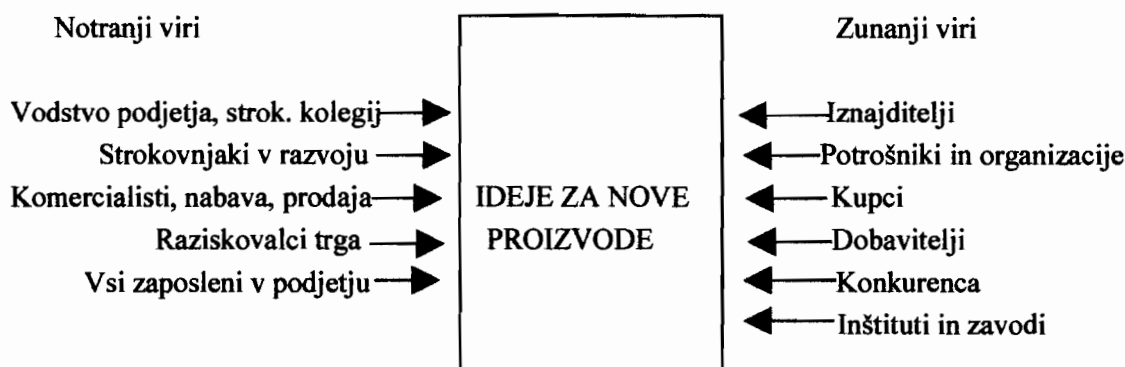 Notranji viri
Zunanji viri
Vodstvo podjetja, strok. kolegij
Strokovnjaki v razvoju
Komercialisti, nabava, prodaja
Raziskovalci trga
Vsi zaposleni v podjetju
IDEJE ZA NOVE
PROIZVODE
Iznajditelji
Potrošniki in organizacije
Kupci
Dobavitelji
Konkurenca
Inštituti in zavodi